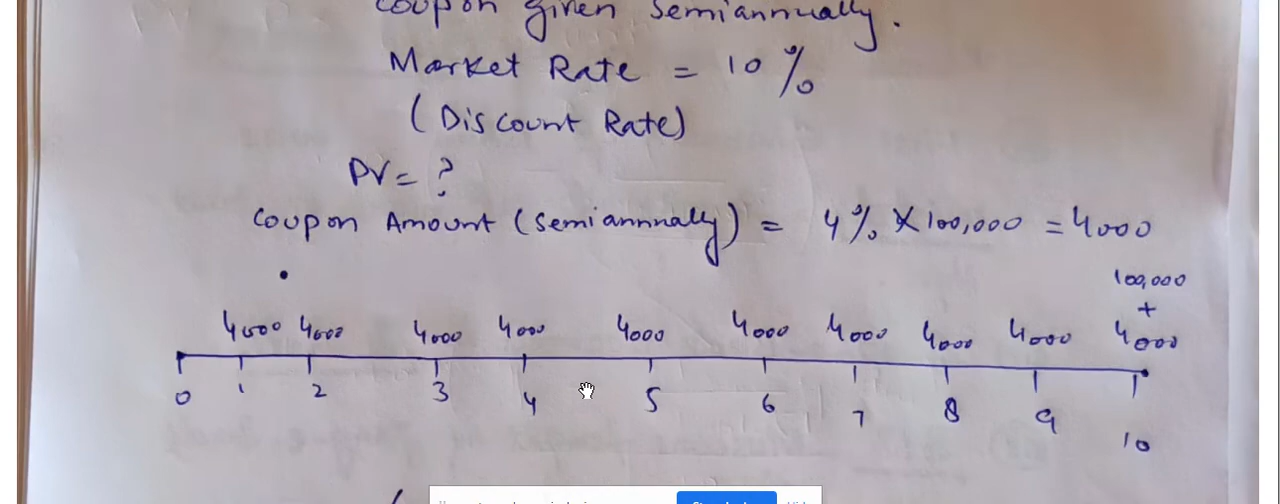 coupon given semiannually.
Market Rate = 10%
(Discount Rate)
PV = ?
Coupon Amount (semiannually) = 4% × 100,000 = 4000
100,000
+
4000 4000 4000 4000 4000 4000 4000 4000 4000 4000
0 1 2 3 4 5 6 7 8 9 10